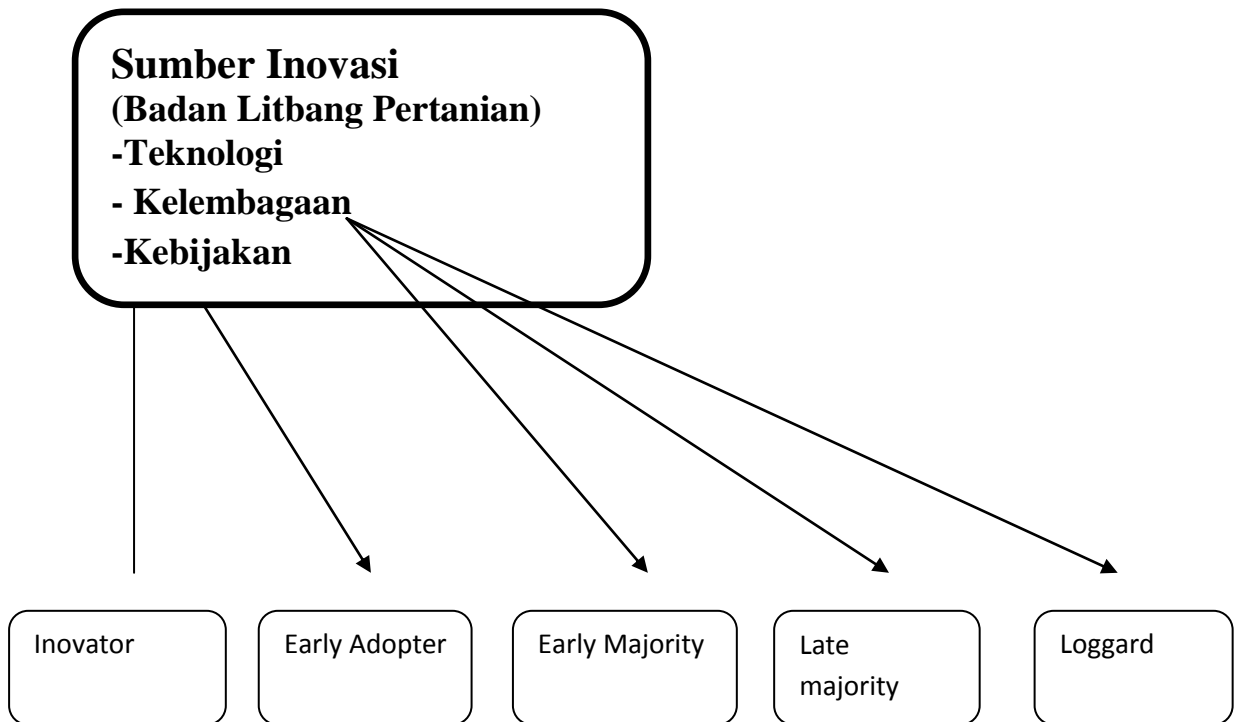 Sumber Inovasi
(Badan Litbang Pertanian)
-Teknologi
- Kelembagaan
-Kebijakan
Inovator
Early Adopter
Early Majority
Late
majority
Loggard